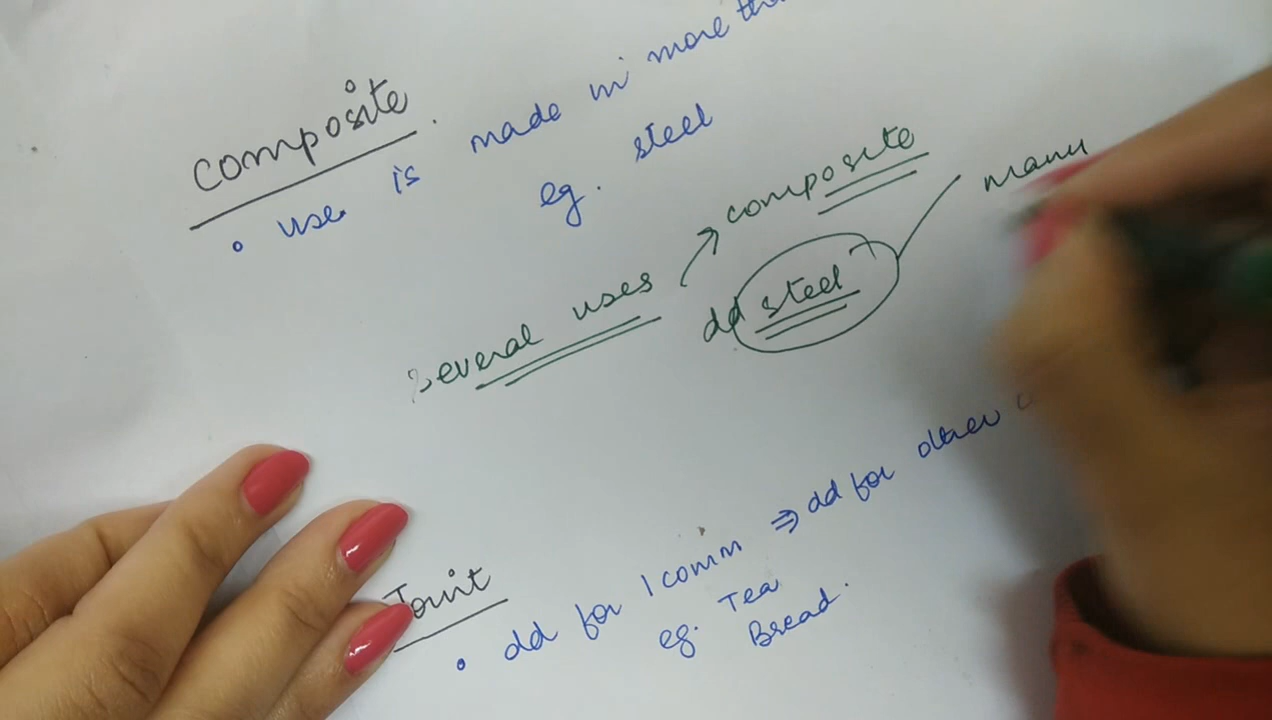 composite.
• use is made in more
eg. steel
several uses ↗ composite
dd steel
manu
Joint
• dd for 1 comm ⇒ dd for other
eg. Tea
Bread.